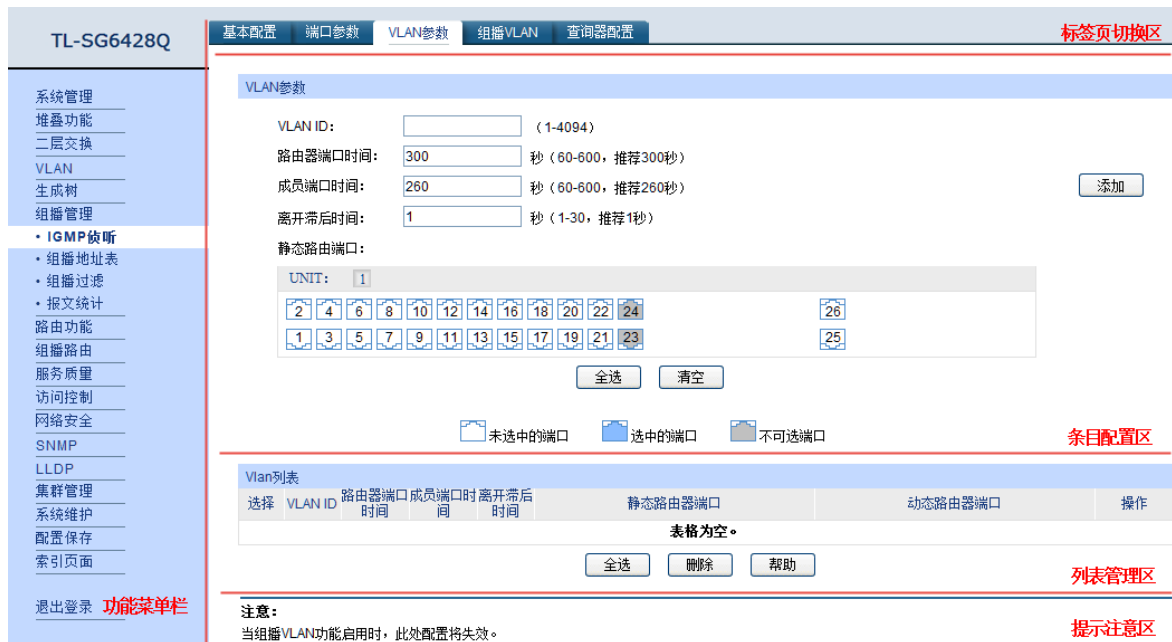 TL-SG6428Q
基本配置 端口参数 VLAN参数 组播VLAN 查询器配置 标签页切换区
系统管理
堆叠功能
二层交换
VLAN
生成树
组播管理
· IGMP侦听
· 组播地址表
· 组播过滤
· 报文统计
路由功能
组播路由
服务质量
访问控制
网络安全
SNMP
LLDP
集群管理
系统维护
配置保存
索引页面
退出登录 功能菜单栏
VLAN参数
VLAN ID： （1-4094）
路由器端口时间： 300 秒（60-600，推荐300秒）
成员端口时间： 260 秒（60-600，推荐260秒） 添加
离开滞后时间： 1 秒（1-30，推荐1秒）
静态路由端口：
UNIT: 1
2 4 6 8 10 12 14 16 18 20 22 24 26
1 3 5 7 9 11 13 15 17 19 21 23 25
全选 清空
未选中的端口 选中的端口 不可选端口 条目配置区
Vlan列表
选择 VLAN ID 路由器端口时间 成员端口时间 离开滞后时间 静态路由器端口 动态路由器端口 操作
表格为空。
全选 删除 帮助 列表管理区
注意：
当组播VLAN功能启用时，此处配置将失效。 提示注意区